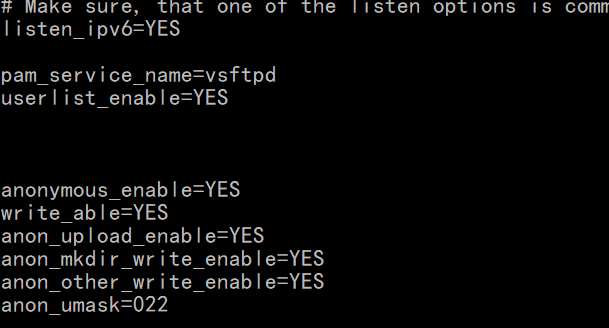 # Make sure, that one of the listen options is comm
listen_ipv6=YES
pam_service_name=vsftpd
userlist_enable=YES
anonymous_enable=YES
write_able=YES
anon_upload_enable=YES
anon_mkdir_write_enable=YES
anon_other_write_enable=YES
anon_umask=022